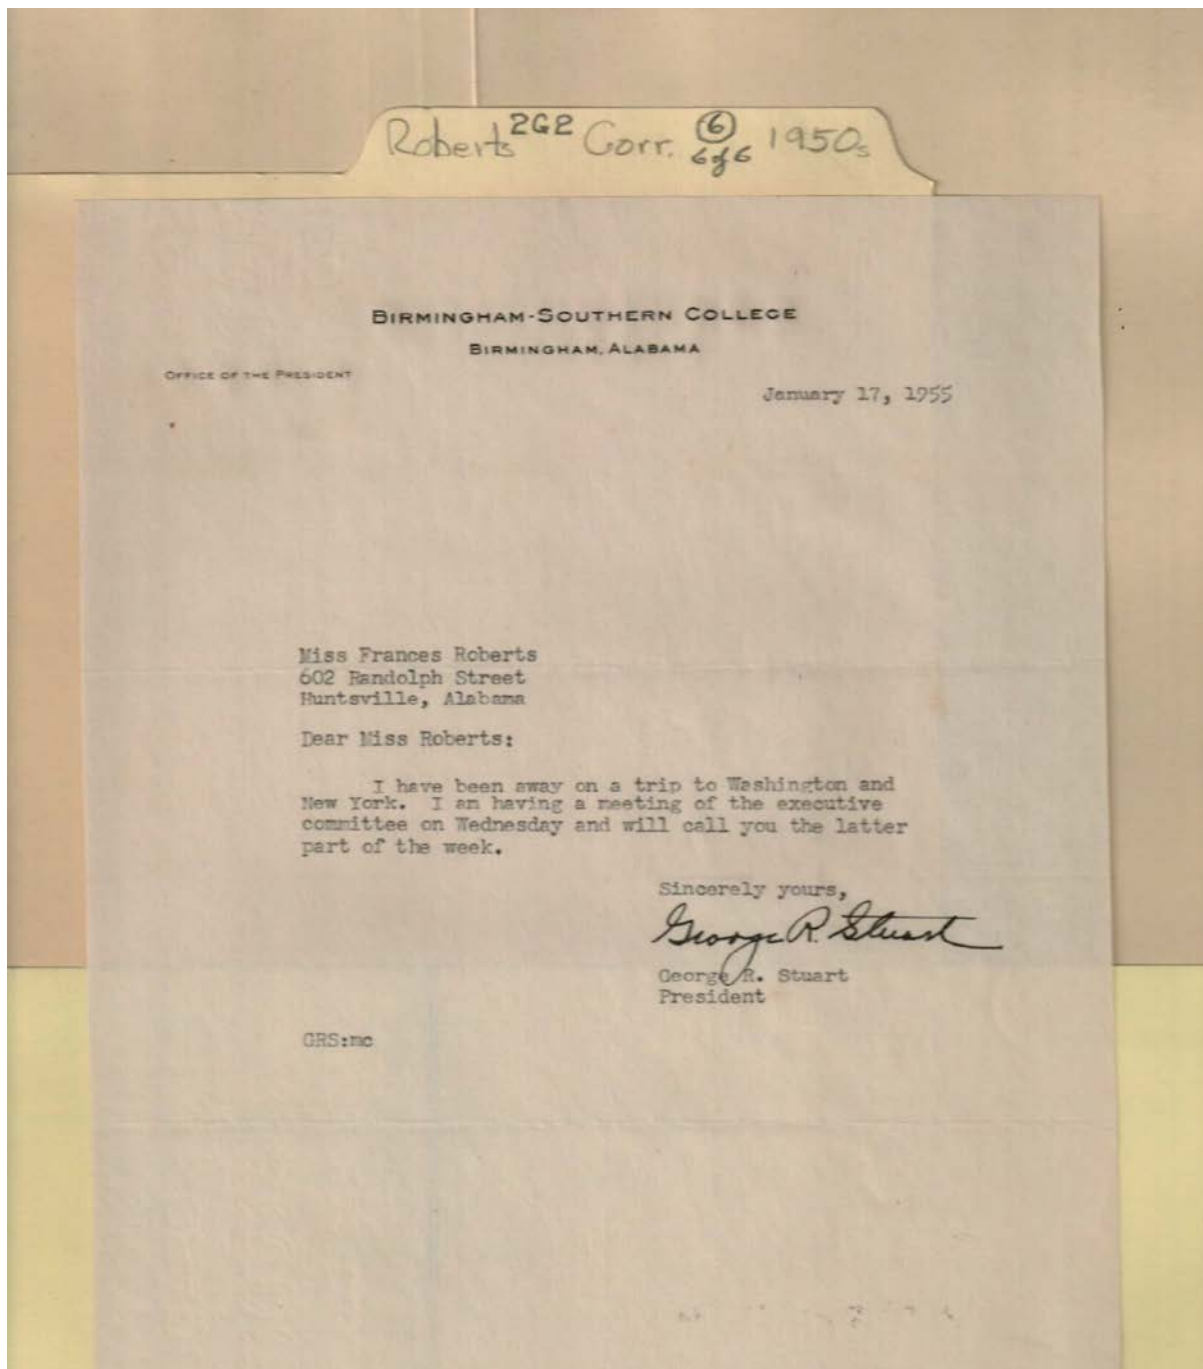 Roberts 2G2 Corr. 6 1950s
6 of 6
BIRMINGHAM-SOUTHERN COLLEGE
BIRMINGHAM, ALABAMA
OFFICE OF THE PRESIDENT
January 17, 1955
Miss Frances Roberts
602 Randolph Street
Huntsville, Alabama
Dear Miss Roberts:
I have been away on a trip to Washington and
New York. I am having a meeting of the executive
committee on Wednesday and will call you the latter
part of the week.
Sincerely yours,
George R. Stuart
George R. Stuart
President
GRS:mc